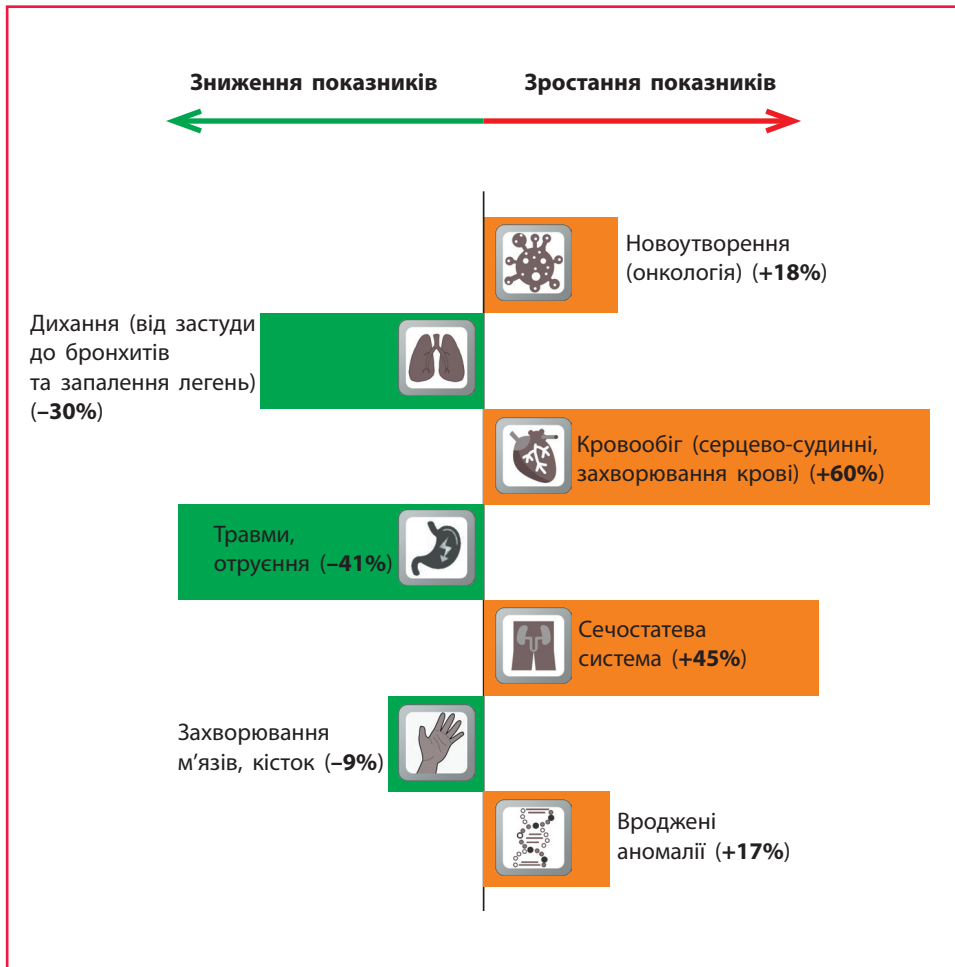 Зниження показників
Зростання показників
Новоутворення
(онкологія) (+18%)
Дихання (від застуди
до бронхитів
та запалення легень)
(–30%)
Кровообіг (серцево-судинні,
захворювання крові) (+60%)
Травми,
отруєння (–41%)
Сечостатева
система (+45%)
Захворювання
м’язів, кісток (–9%)
Вроджені
аномалії (+17%)